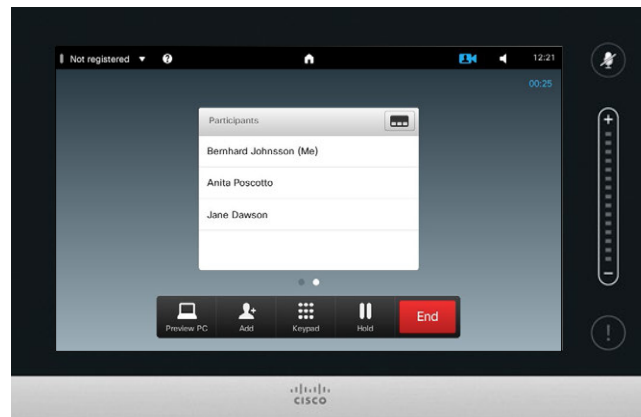 Not registered 12:21
00:25
Participants
Bernhard Johnsson (Me)
Anita Poscotto
Jane Dawson
Preview PC Add Keypad Hold End
CISCO